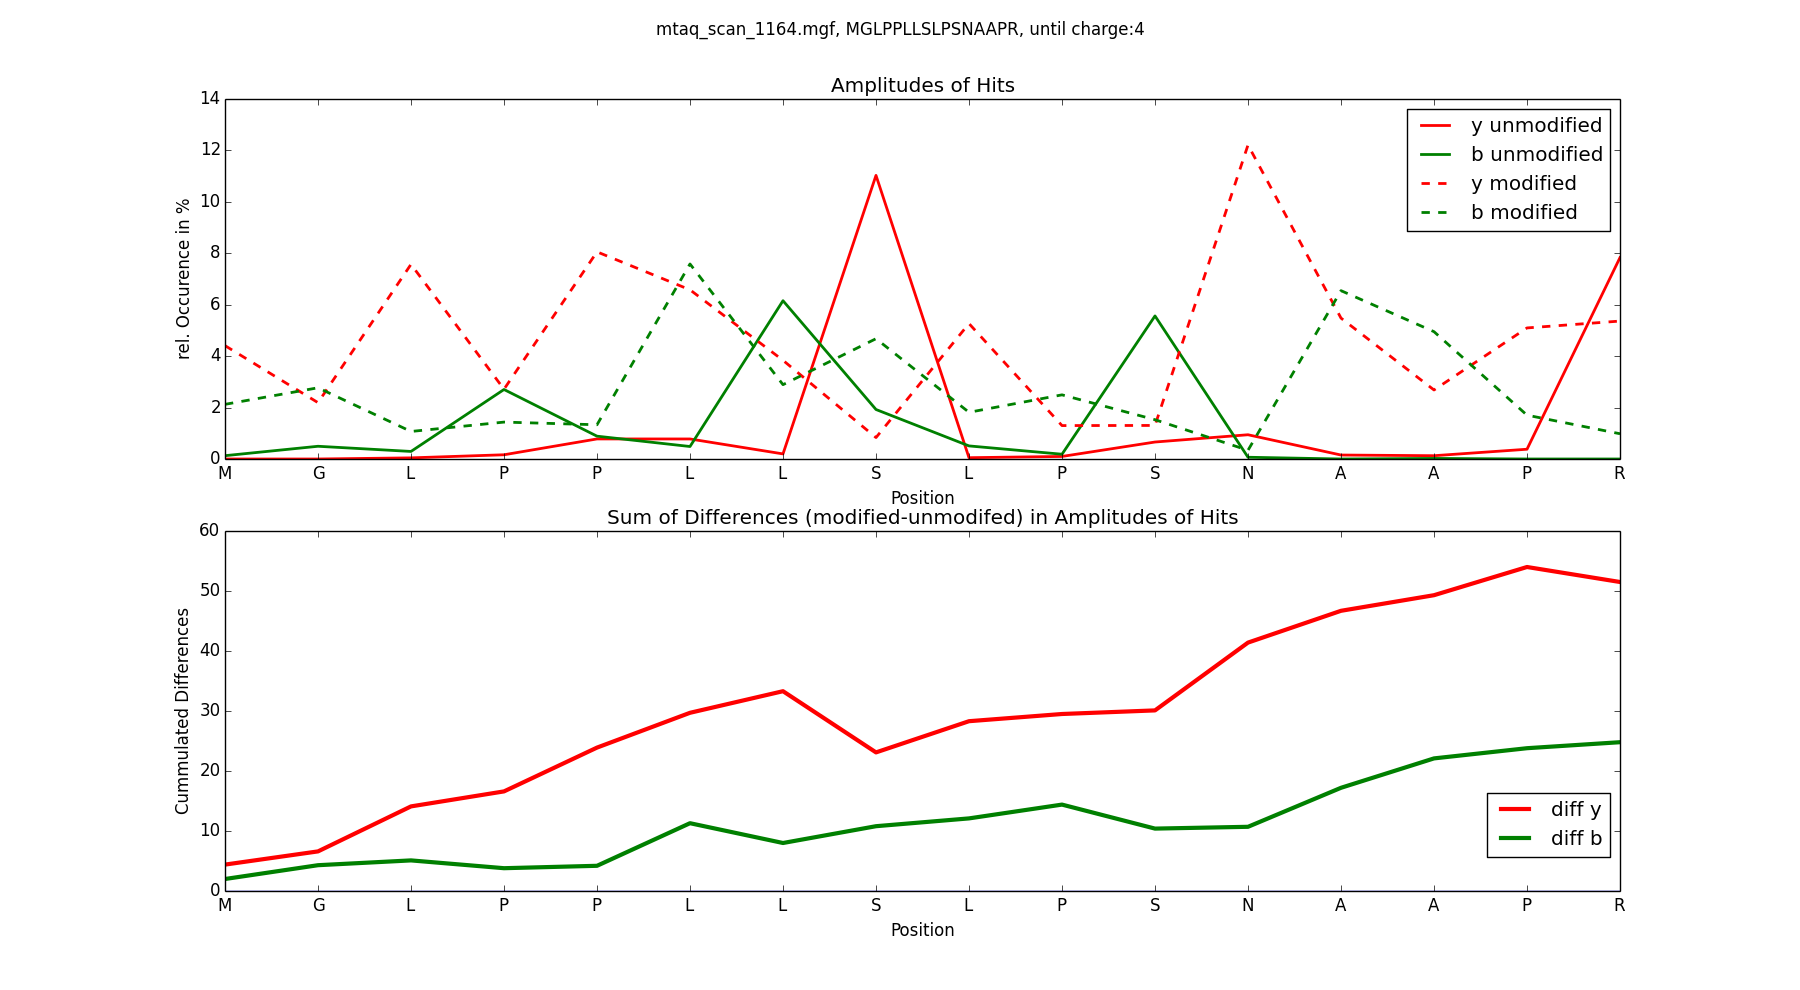 mtaq_scan_1164.mgf, MGLPPLLSLPSNAAPR, until charge:4
Amplitudes of Hits
14
12
10
8
6
4
2
0
rel. Occurence in %
y unmodified
b unmodified
y modified
b modified
M G L P P L L S L P S N A A P R
Position
Sum of Differences (modified-unmodifed) in Amplitudes of Hits
60
50
40
30
20
10
0
Cummulated Differences
diff y
diff b
M G L P P L L S L P S N A A P R
Position